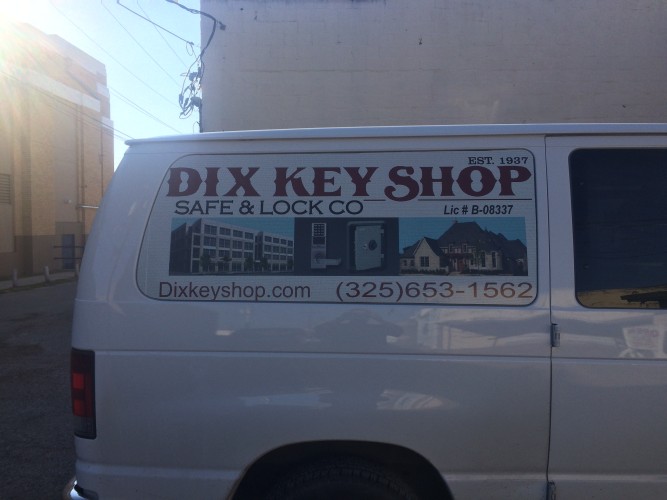 EST. 1937
DIX KEY SHOP
SAFE & LOCK CO Lic # B-08337
Dixkeyshop.com (325)653-1562